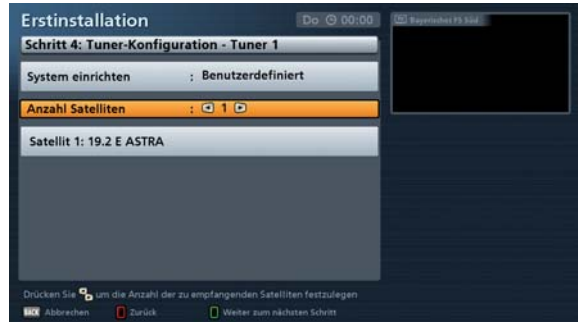 Erstinstallation
Do 00:00
Bayerisches FS Süd
Schritt 4: Tuner-Konfiguration - Tuner 1
System einrichten : Benutzerdefiniert
Anzahl Satelliten : 1
Satellit 1: 19.2 E ASTRA
Drücken Sie um die Anzahl der zu empfangenden Satelliten festzulegen
BACK Abbrechen Zurück Weiter zum nächsten Schritt